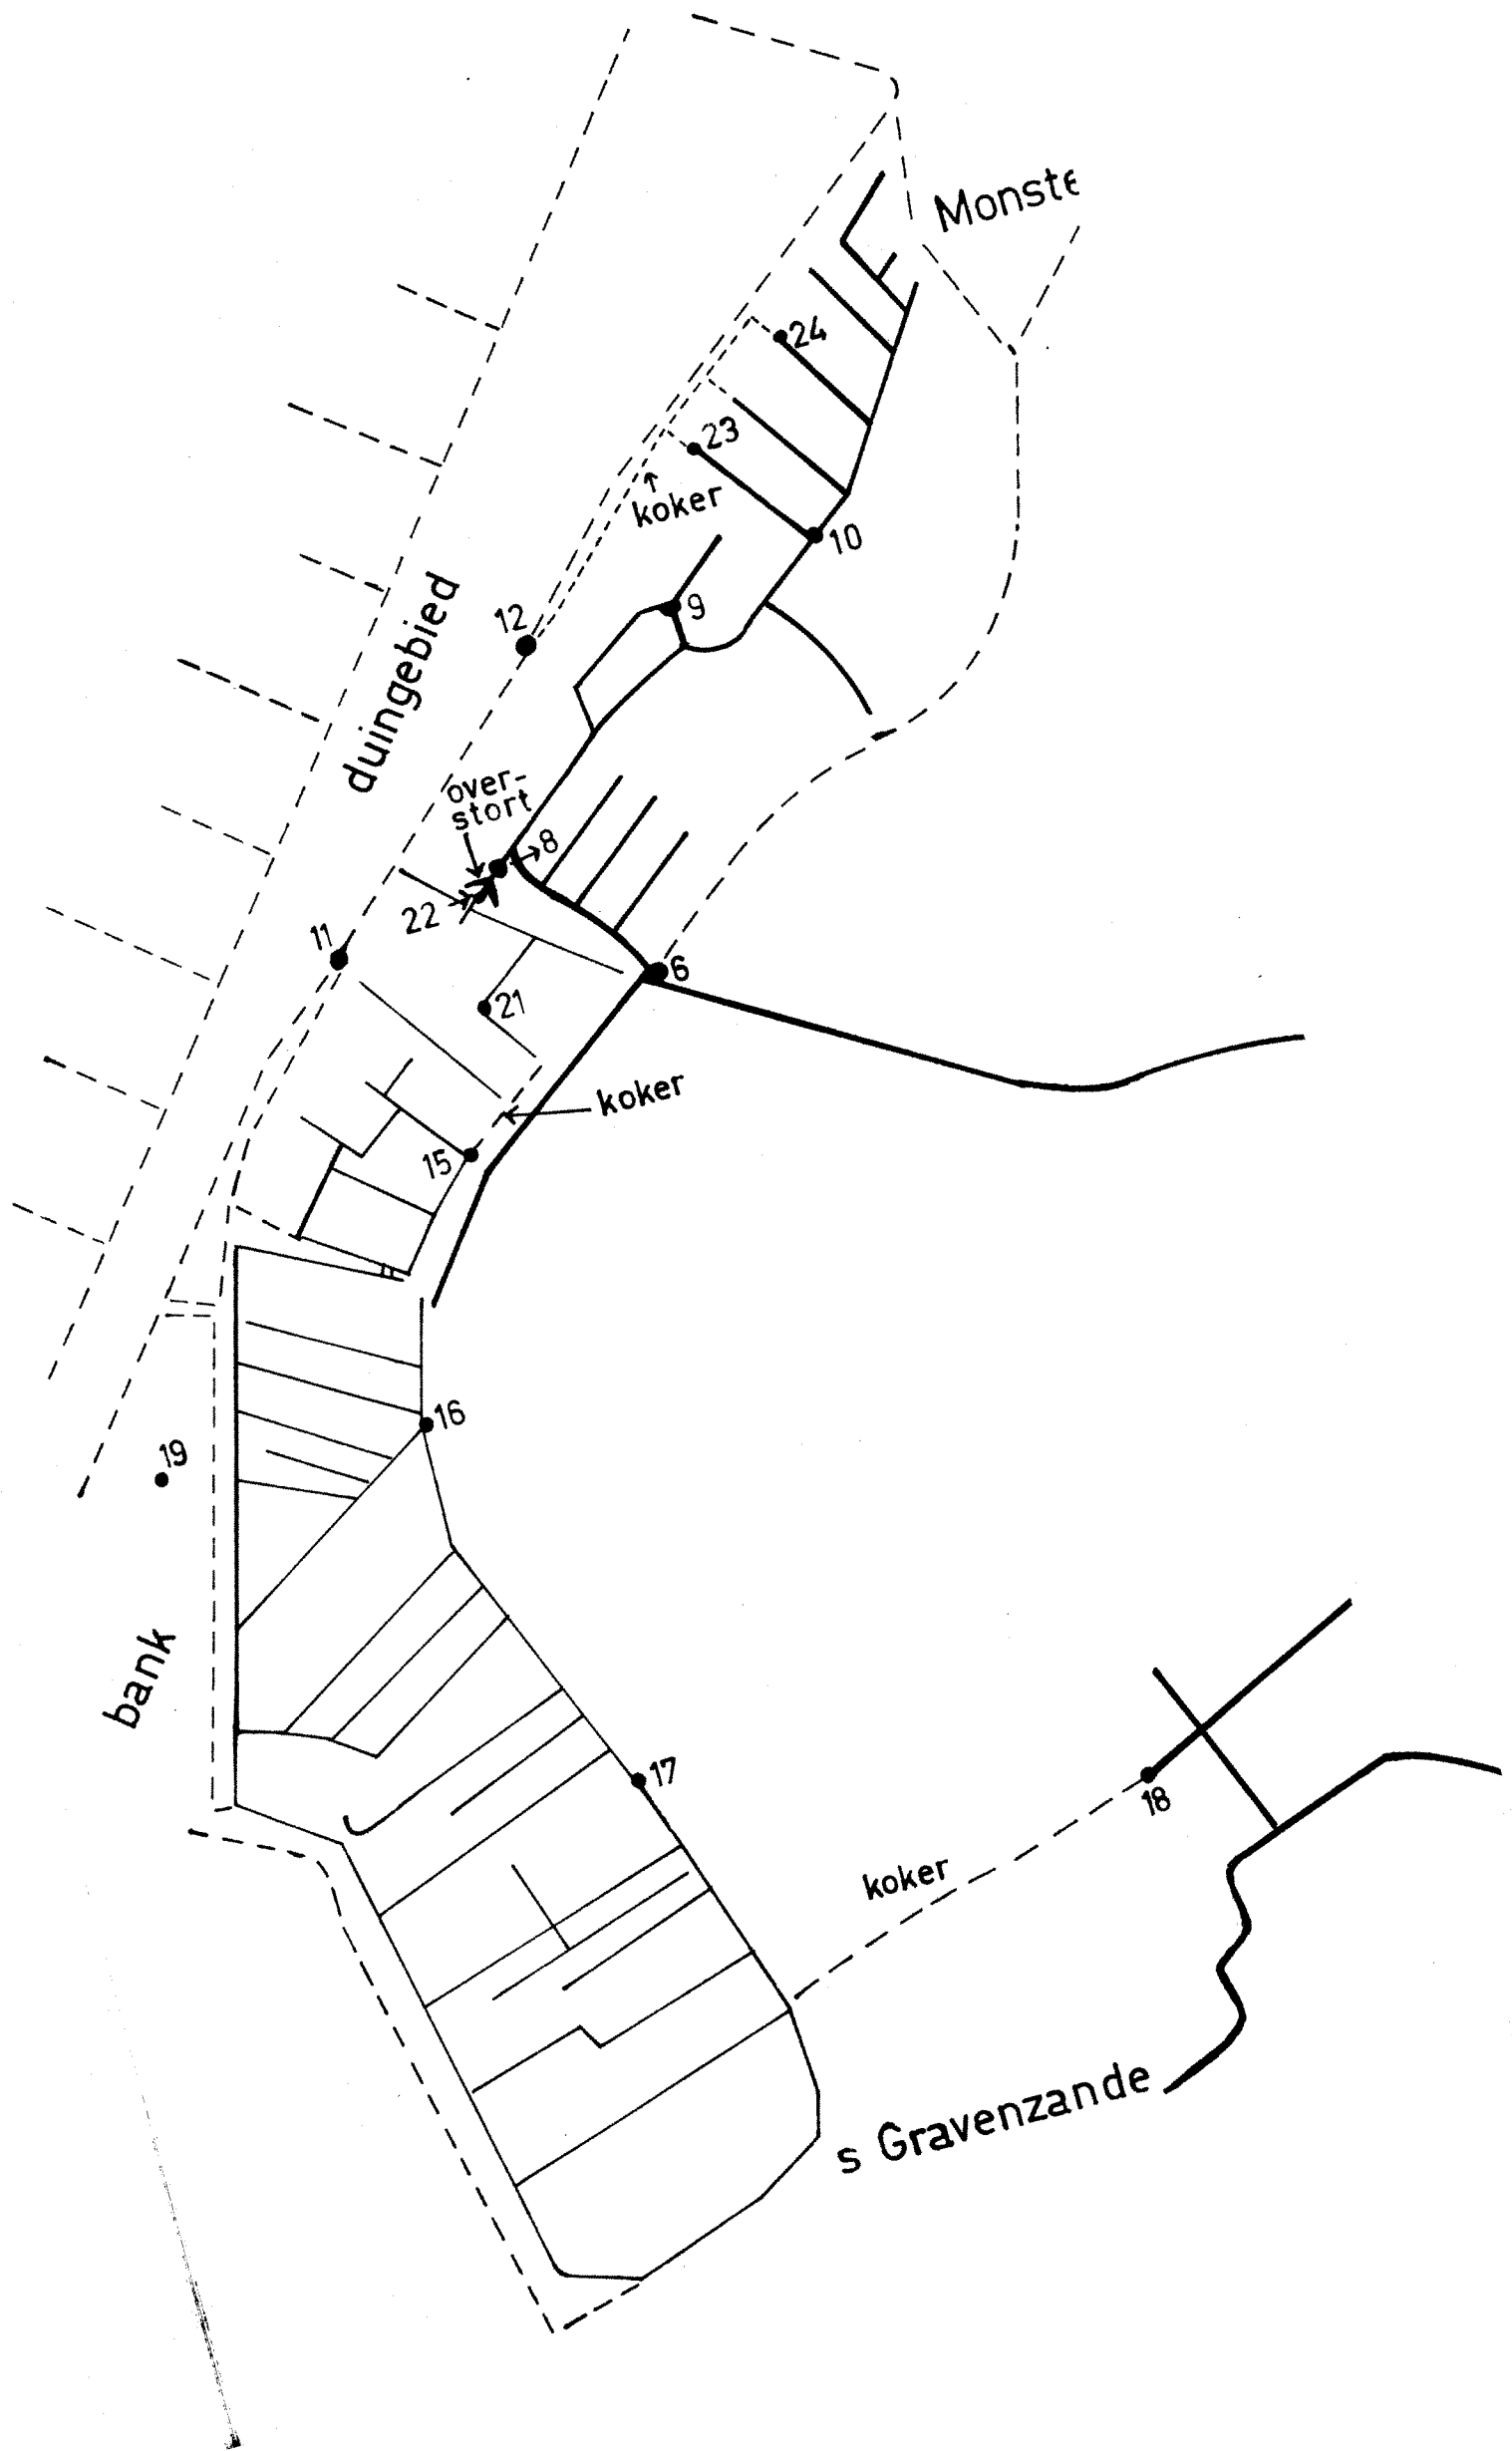 Monste
24
23
koker
10
9
12
duingebied
over-
stort
8
22
11
6
21
koker
15
16
19
bank
17
18
koker
s Gravenzande